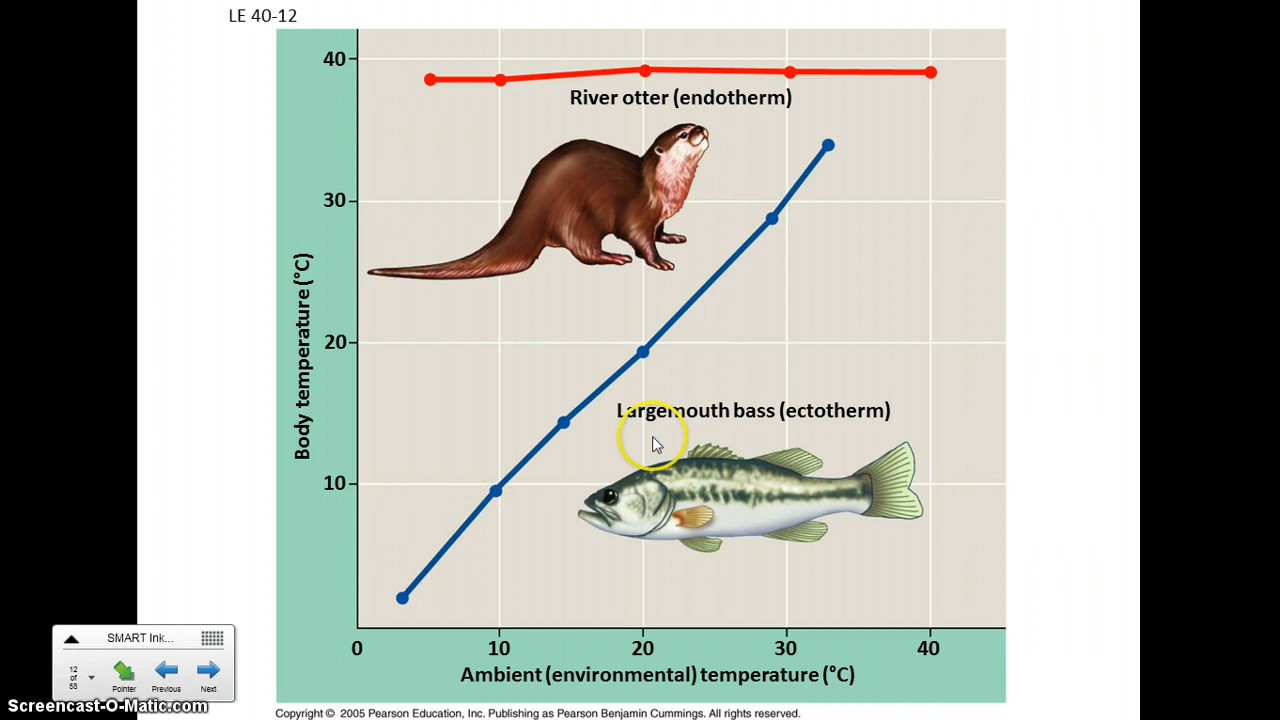 LE 40-12
40
River otter (endotherm)
30
Body temperature (°C)
20
Largemouth bass (ectotherm)
10
0 10 20 30 40
Ambient (environmental) temperature (°C)
SMART Ink...
12
of
58
Pointer Previous Next
Screencast-O-Matic.com
Copyright © 2005 Pearson Education, Inc. Publishing as Pearson Benjamin Cummings. All rights reserved.